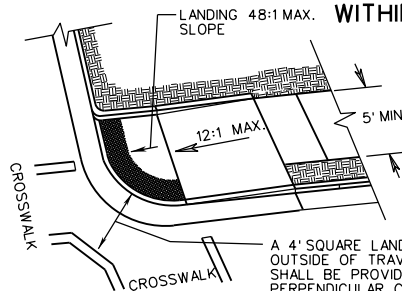 LANDING 48:1 MAX.
SLOPE
WITHI
12:1 MAX.
5' MIN
CROSSWALK
CROSSWALK
A 4' SQUARE LAND
OUTSIDE OF TRAV
SHALL BE PROVID
PERPENDICULAR C